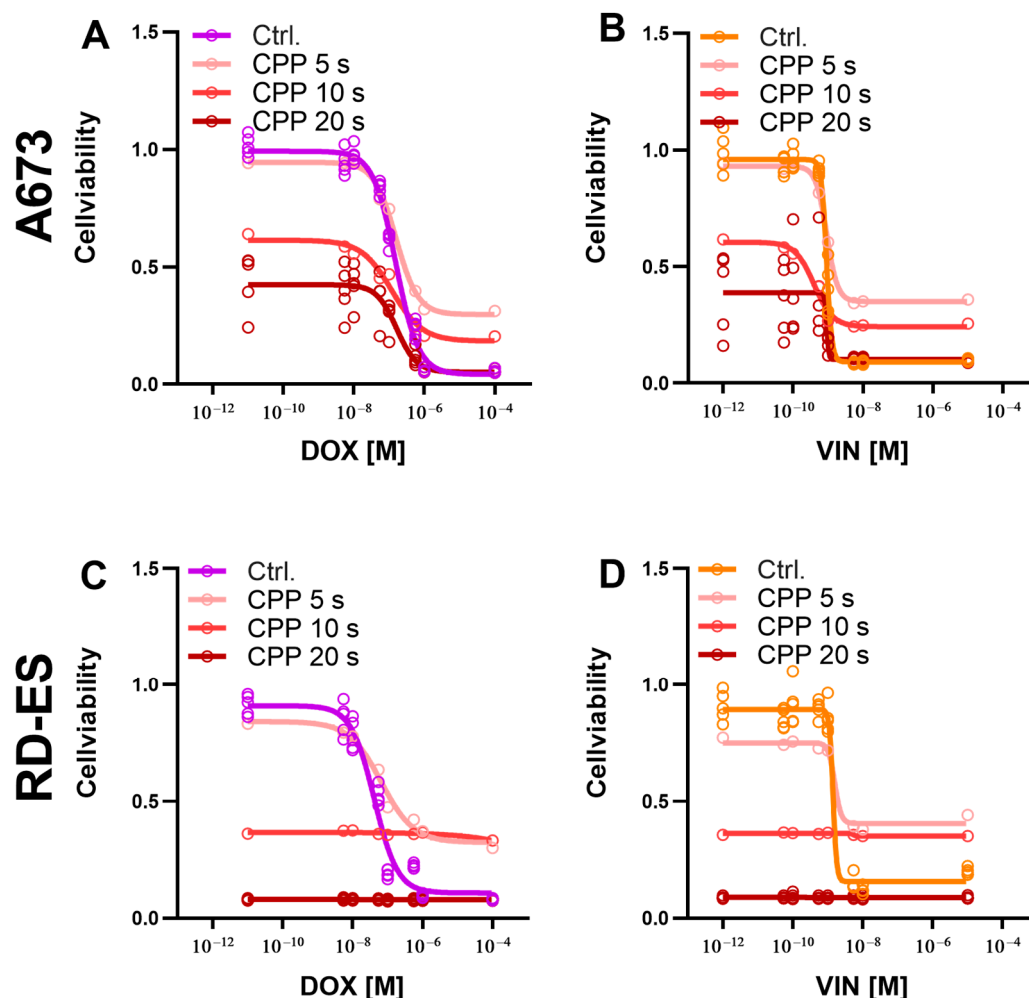 A673
A
1.5
1.0
0.5
0.0
Cellviability
Ctrl.
CPP 5 s
CPP 10 s
CPP 20 s
10⁻¹² 10⁻¹⁰ 10⁻⁸ 10⁻⁶ 10⁻⁴
DOX [M]
B
1.5
1.0
0.5
0.0
Cellviability
Ctrl.
CPP 5 s
CPP 10 s
CPP 20 s
10⁻¹² 10⁻¹⁰ 10⁻⁸ 10⁻⁶ 10⁻⁴
VIN [M]
RD-ES
C
1.5
1.0
0.5
0.0
Cellviability
Ctrl.
CPP 5 s
CPP 10 s
CPP 20 s
10⁻¹² 10⁻¹⁰ 10⁻⁸ 10⁻⁶ 10⁻⁴
DOX [M]
D
1.5
1.0
0.5
0.0
Cellviability
Ctrl.
CPP 5 s
CPP 10 s
CPP 20 s
10⁻¹² 10⁻¹⁰ 10⁻⁸ 10⁻⁶ 10⁻⁴
VIN [M]